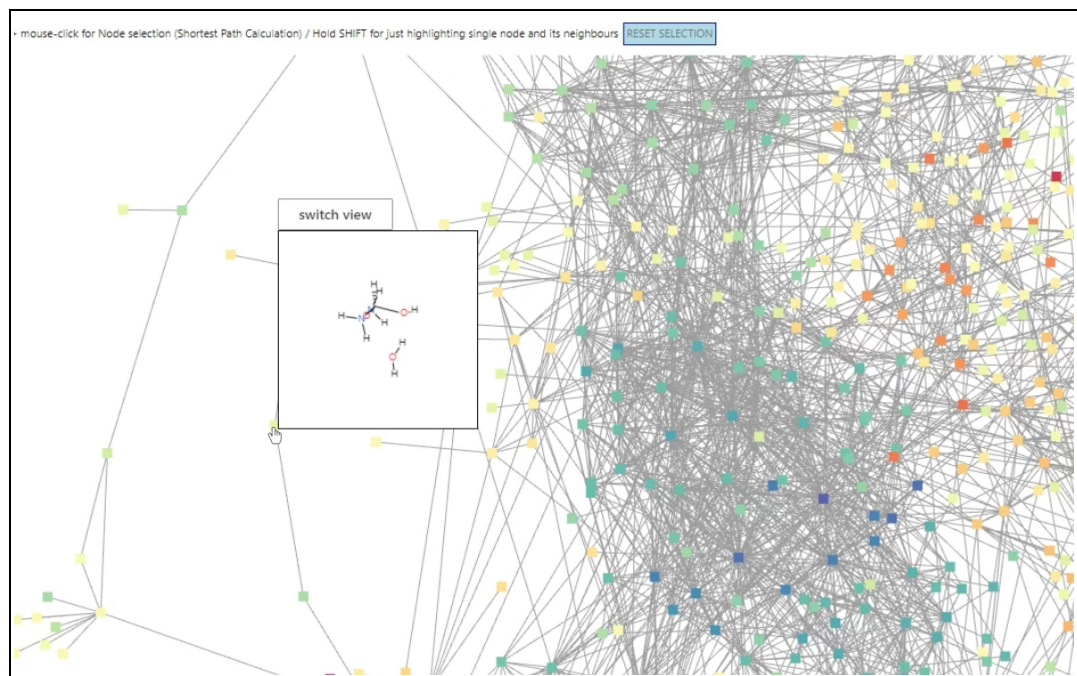 mouse-click for Node selection (Shortest Path Calculation) / Hold SHIFT for just highlighting single node and its neighbours RESET SELECTION
switch view
H
H
H
N
O
N
O
H
H
H
H
O
H